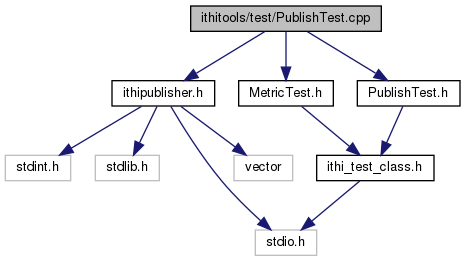 ithitools/test/PublishTest.cpp
ithipublisher.h
MetricTest.h
PublishTest.h
stdint.h
stdlib.h
vector
ithi_test_class.h
stdio.h